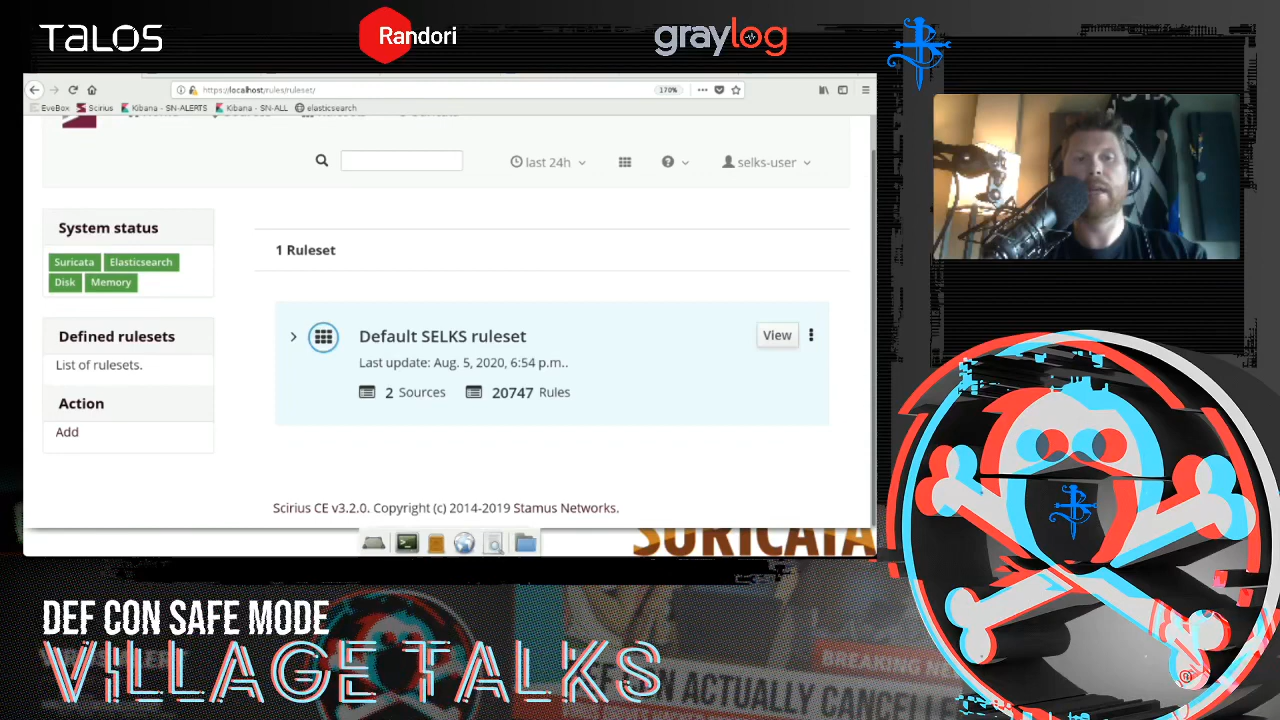 TALOS
Randori
graylog
https://localhost/rules/ruleset/
170%
EveBox Scirius Kibana - SN-ALERTS Kibana - SN-ALL elasticsearch
last 24h
selks-user
System status
Suricata Elasticsearch
Disk Memory
Defined rulesets
List of rulesets.
Action
Add
1 Ruleset
Default SELKS ruleset
View
Last update: Aug. 5, 2020, 6:54 p.m..
2 Sources 20747 Rules
Scirius CE v3.2.0. Copyright (c) 2014-2019 Stamus Networks.
SURICATA
DEF CON SAFE MODE
VILLAGE TALKS
BREAKING NE
DEF CON ACTUALLY CANCELLE